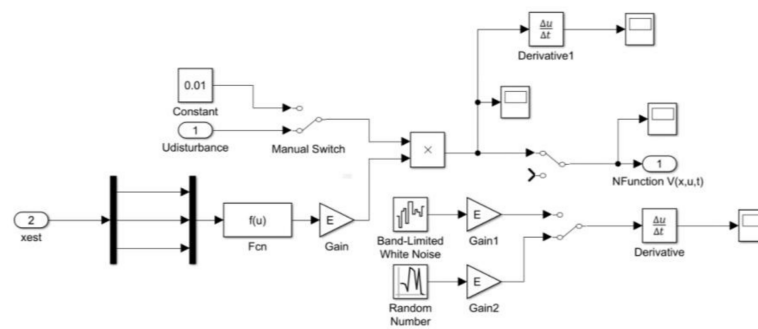 Δu
Δt
Derivative1
0.01
Constant
1
Udisturbance
Manual Switch
×
1
NFunction V(x,u,t)
2
xest
f(u)
Fcn
E
Gain
Band-Limited
White Noise
E
Gain1
Δu
Δt
Derivative
Random
Number
E
Gain2